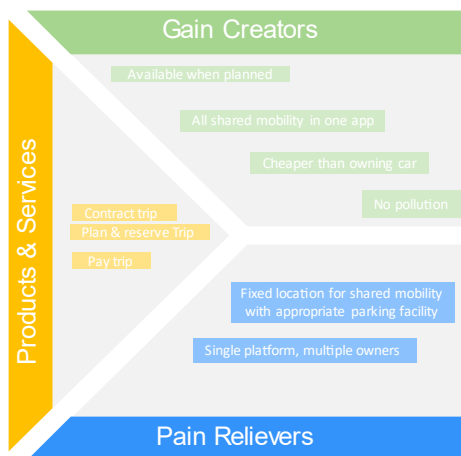 Gain Creators
Available when planned
All shared mobility in one app
Cheaper than owning car
No pollution
Products & Services
Contract trip
Plan & reserve Trip
Pay trip
Fixed location for shared mobility
with appropriate parking facility
Single platform, multiple owners
Pain Relievers